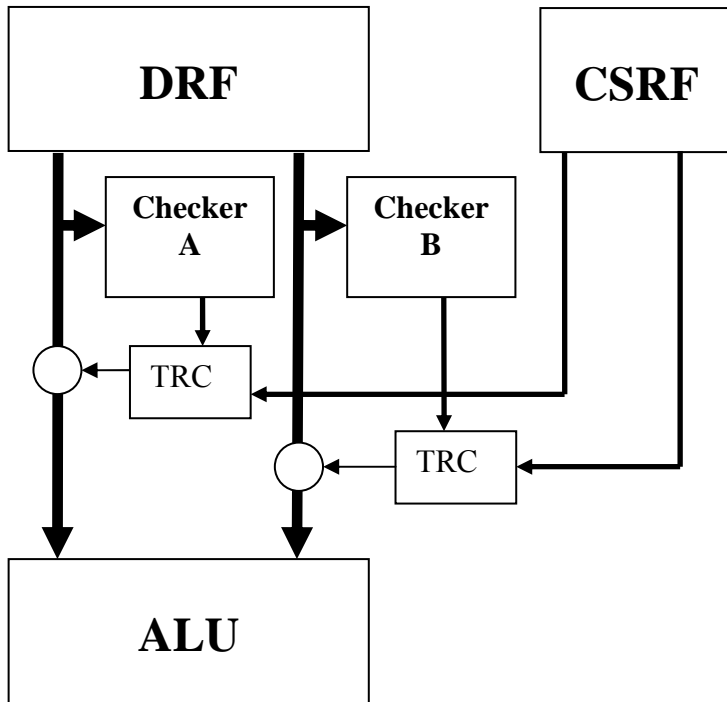 DRF
CSRF
Checker
A
Checker
B
TRC
TRC
ALU